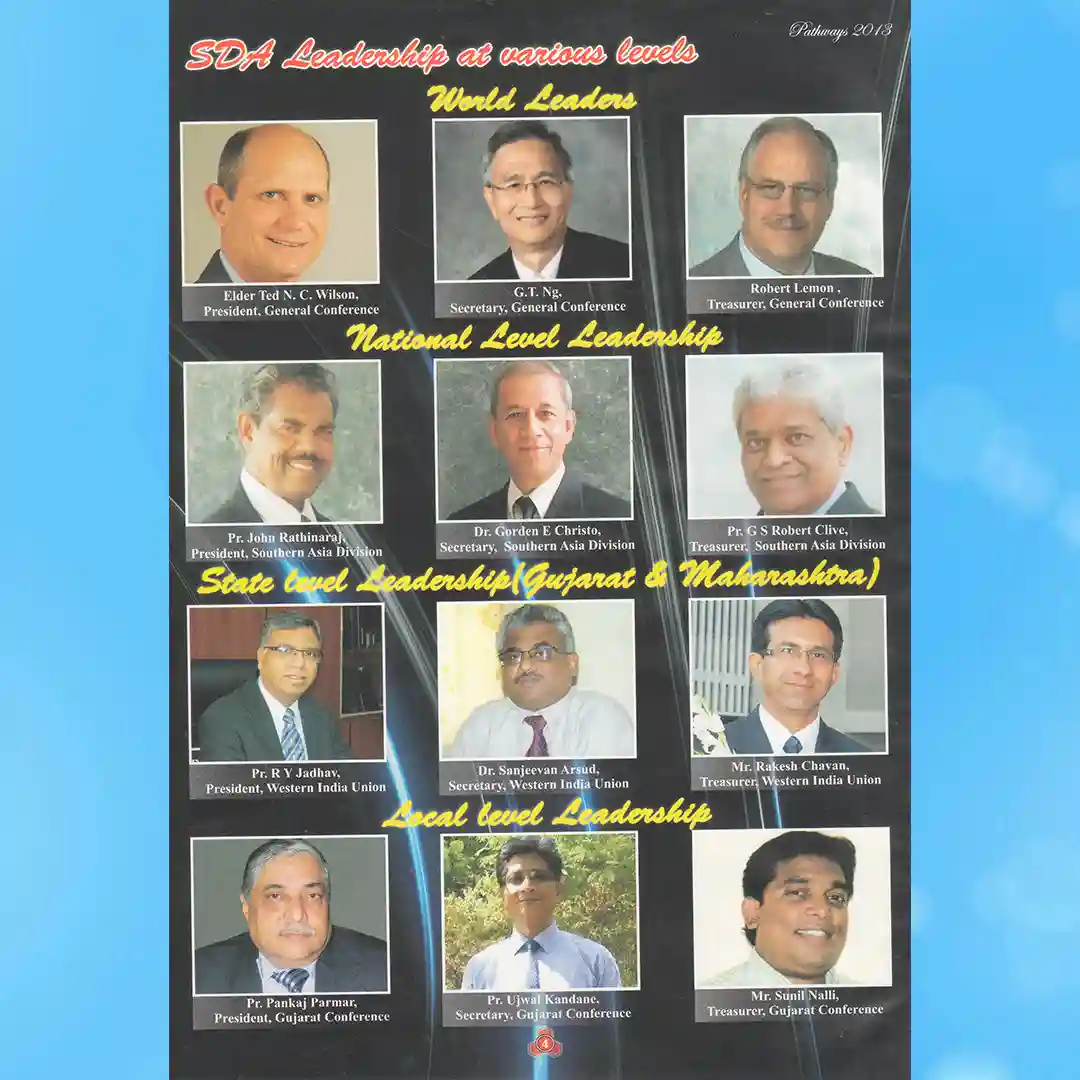 Pathways 2013
SDA Leadership at various levels
World Leaders
Elder Ted N. C. Wilson,
President, General Conference
G.T. Ng,
Secretary, General Conference
Robert Lemon ,
Treasurer, General Conference
National Level Leadership
Pr. John Rathinaraj,
President, Southern Asia Division
Dr. Gorden E Christo,
Secretary, Southern Asia Division
Pr. G S Robert Clive,
Treasurer, Southern Asia Division
State level Leadership(Gujarat & Maharashtra)
Pr. R Y Jadhav,
President, Western India Union
Dr. Sanjeevan Arsud,
Secretary, Western India Union
Mr. Rakesh Chavan,
Treasurer, Western India Union
Local level Leadership
Pr. Pankaj Parmar,
President, Gujarat Conference
Pr. Ujwal Kandane,
Secretary, Gujarat Conference
Mr. Sunil Nalli,
Treasurer, Gujarat Conference
4